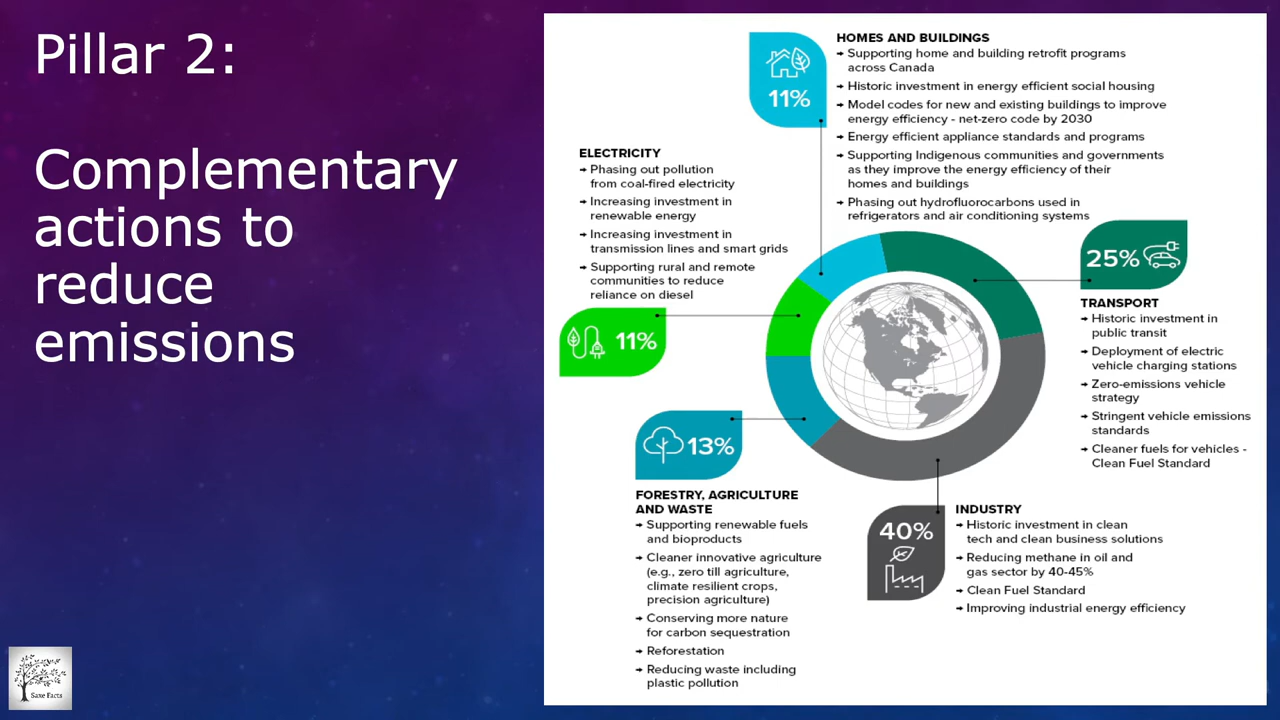 Pillar 2:
Complementary
actions to
reduce
emissions
HOMES AND BUILDINGS
→ Supporting home and building retrofit programs
across Canada
→ Historic investment in energy efficient social housing
→ Model codes for new and existing buildings to improve
energy efficiency - net-zero code by 2030
→ Energy efficient appliance standards and programs
→ Supporting Indigenous communities and governments
as they improve the energy efficiency of their
homes and buildings
→ Phasing out hydrofluorocarbons used in
refrigerators and air conditioning systems
11%
ELECTRICITY
→ Phasing out pollution
from coal-fired electricity
→ Increasing investment in
renewable energy
→ Increasing investment in
transmission lines and smart grids
→ Supporting rural and remote
communities to reduce
reliance on diesel
11%
25%
TRANSPORT
→ Historic investment in
public transit
→ Deployment of electric
vehicle charging stations
→ Zero-emissions vehicle
strategy
→ Stringent vehicle emissions
standards
→ Cleaner fuels for vehicles -
Clean Fuel Standard
13%
FORESTRY, AGRICULTURE
AND WASTE
→ Supporting renewable fuels
and bioproducts
→ Cleaner innovative agriculture
(e.g., zero till agriculture,
climate resilient crops,
precision agriculture)
→ Conserving more nature
for carbon sequestration
→ Reforestation
→ Reducing waste including
plastic pollution
40%
INDUSTRY
→ Historic investment in clean
tech and clean business solutions
→ Reducing methane in oil and
gas sector by 40-45%
→ Clean Fuel Standard
→ Improving industrial energy efficiency
Saxe Facts